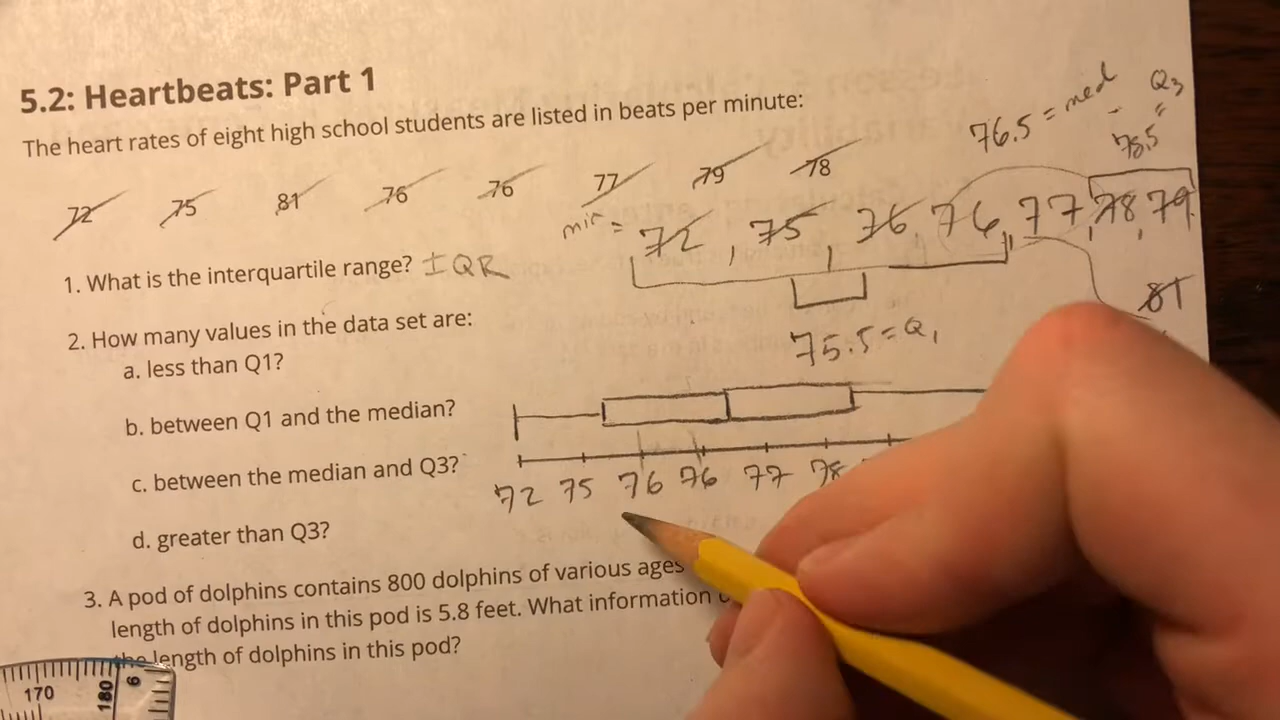 5.2: Heartbeats: Part 1
The heart rates of eight high school students are listed in beats per minute:
76.5 = med
Q3
=
78.5
72 75 81 76 76 77 79 78
min = 72, 75, 76, 76, 77, 78, 79
81
1. What is the interquartile range? IQR
75.5 = Q1
2. How many values in the data set are:
a. less than Q1?
b. between Q1 and the median?
c. between the median and Q3?
72 75 76 76 77 78
d. greater than Q3?
3. A pod of dolphins contains 800 dolphins of various ages
length of dolphins in this pod is 5.8 feet. What information
the length of dolphins in this pod?
170 180 6